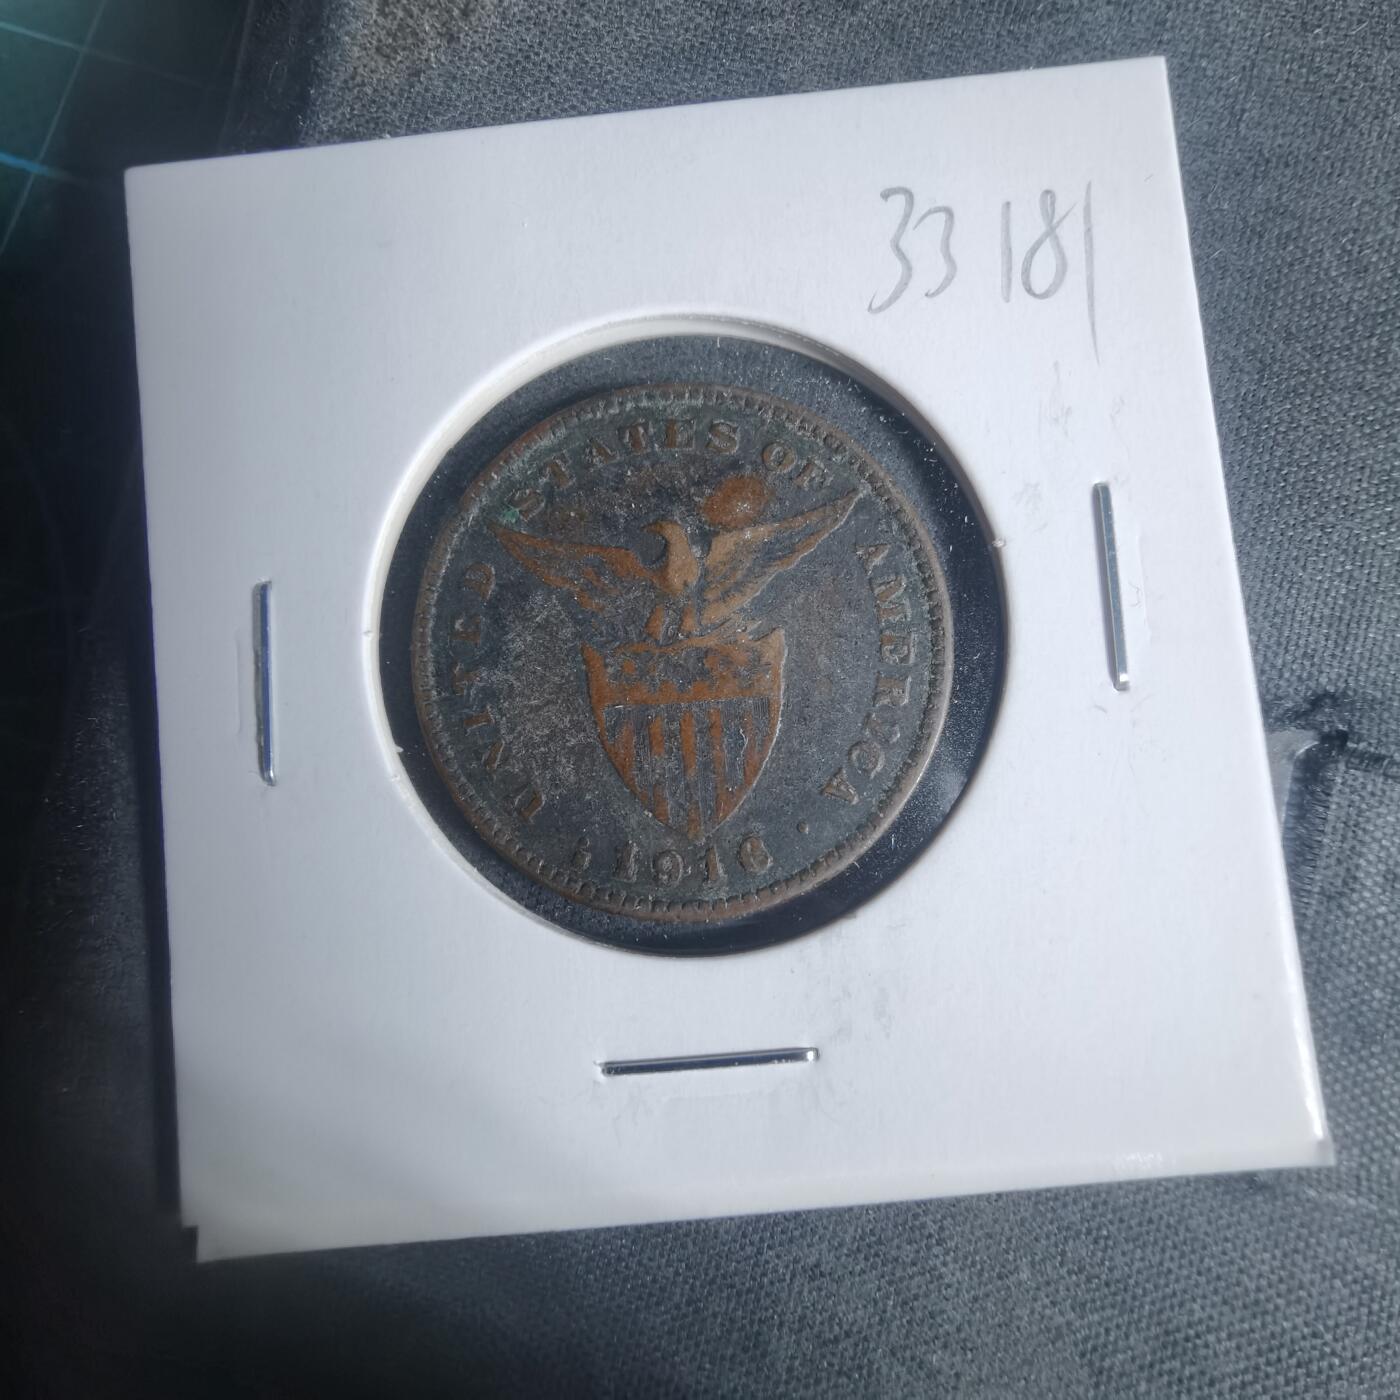 33 181
UNITED STATES OF AMERICA
S 1916 .